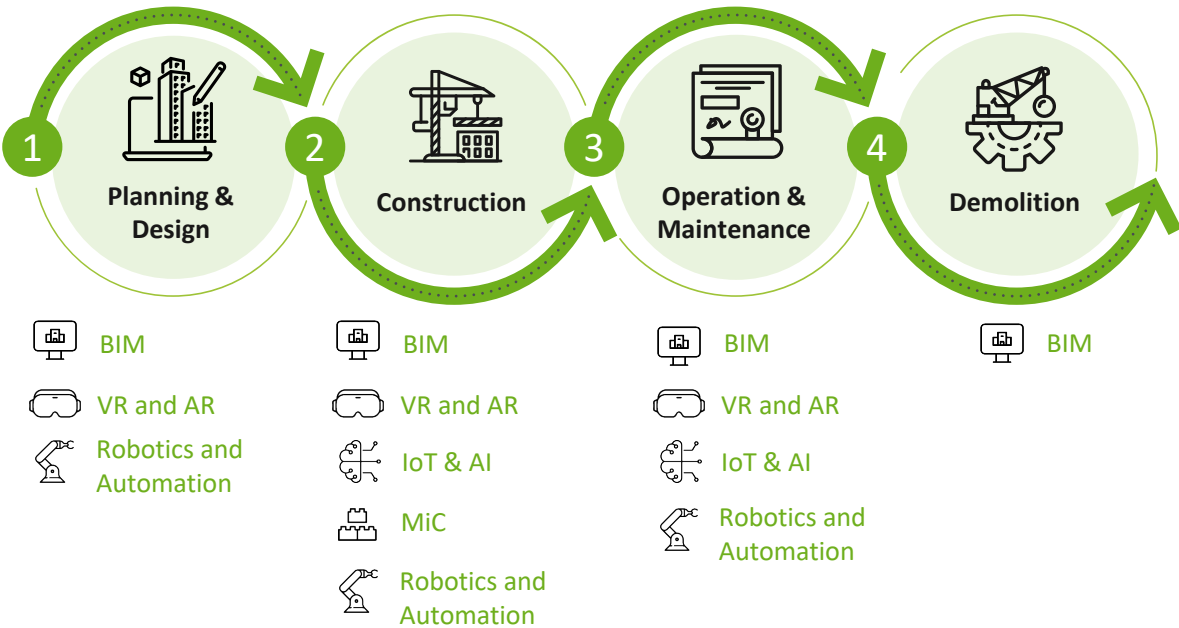 1
Planning &
Design
2
Construction
3
Operation &
Maintenance
4
Demolition
BIM
VR and AR
Robotics and
Automation
BIM
VR and AR
IoT & AI
MiC
Robotics and
Automation
BIM
VR and AR
IoT & AI
Robotics and
Automation
BIM